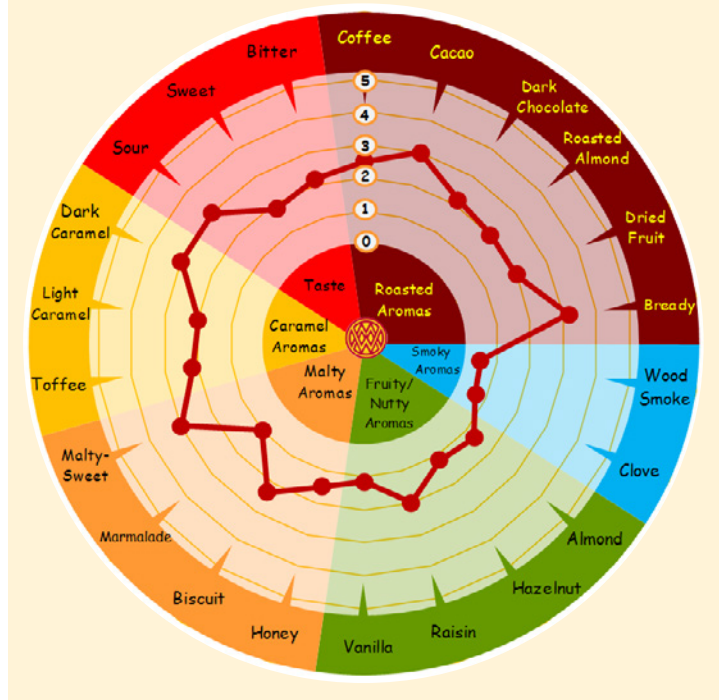 Coffee
Cacao
Dark
Chocolate
Roasted
Almond
Dried
Fruit
Bready
Wood
Smoke
Clove
Almond
Hazelnut
Raisin
Vanilla
Honey
Biscuit
Marmalade
Malty-
Sweet
Toffee
Light
Caramel
Dark
Caramel
Sour
Sweet
Bitter
5
4
3
2
1
0
Taste
Roasted
Aromas
Caramel
Aromas
Smoky
Aromas
Malty
Aromas
Fruity/
Nutty
Aromas